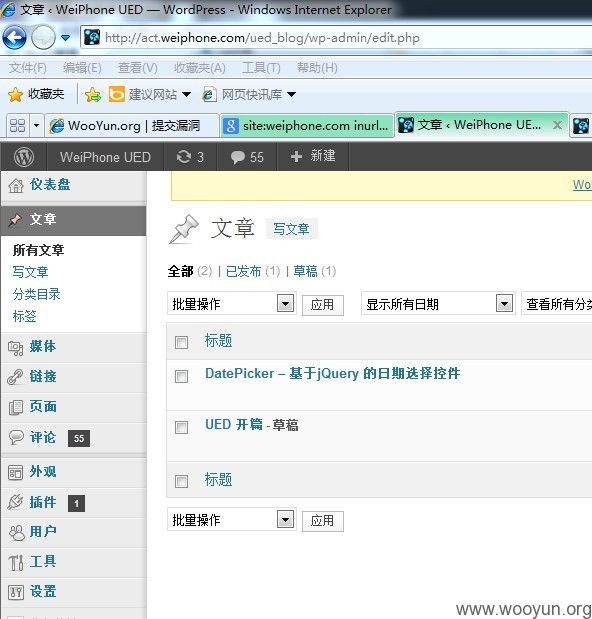 文章 ‹ WeiPhone UED — WordPress - Windows Internet Explorer
http://act.weiphone.com/ued_blog/wp-admin/edit.php
文件(F) 编辑(E) 查看(V) 收藏夹(A) 工具(T) 帮助(H)
收藏夹 建议网站 网页快讯库
WooYun.org | 提交漏洞 site:weiphone.com inurl... 文章 ‹ WeiPhone UE... x
WeiPhone UED 3 55 新建
仪表盘
Wo
文章
文章 写文章
所有文章
写文章
分类目录
标签
全部 (2) | 已发布 (1) | 草稿 (1)
批量操作 应用 显示所有日期 查看所有分类
标题
DatePicker – 基于jQuery 的日期选择控件
UED 开篇 - 草稿
标题
批量操作 应用
媒体
链接
页面
评论 55
外观
插件 1
用户
工具
设置
www.wooyun.org